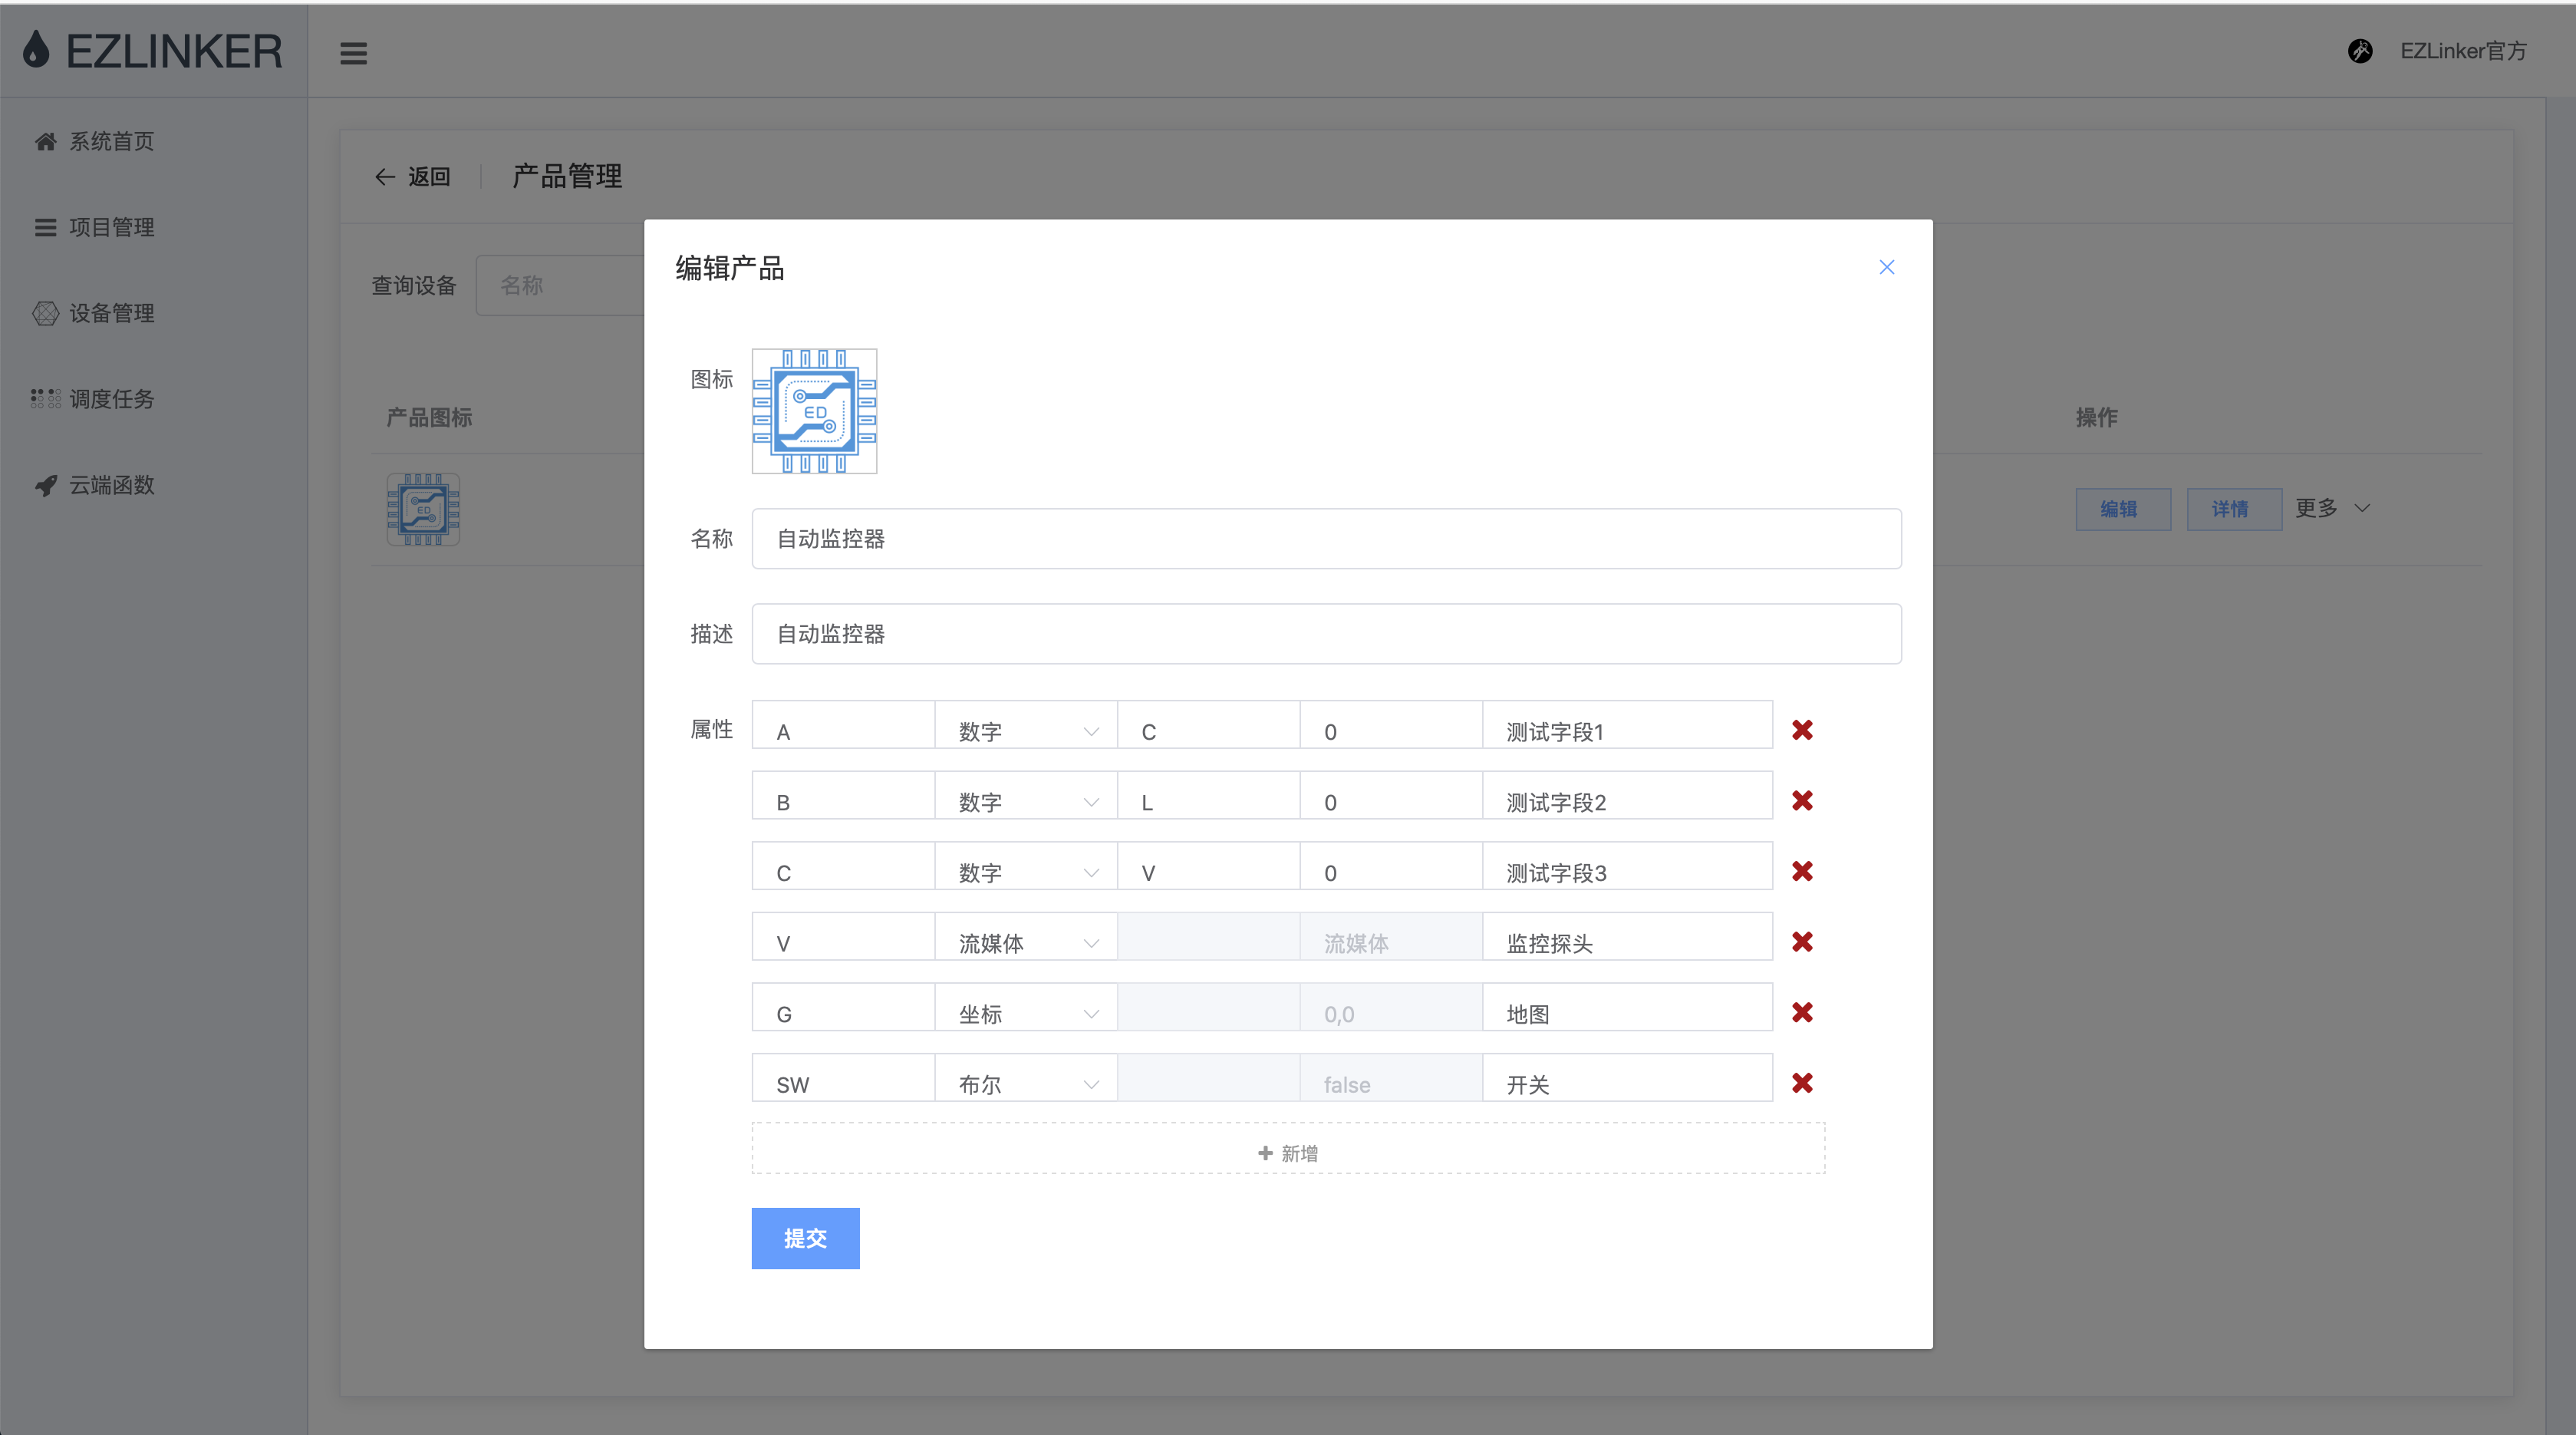 EZLINKER
EZLinker官方
系统首页
项目管理
设备管理
调度任务
云端函数
返回 产品管理
查询设备 名称
产品图标 操作
ED
编辑 详情 更多
编辑产品
图标
ED
名称 自动监控器
描述 自动监控器
属性 A 数字 C 0 测试字段1
B 数字 L 0 测试字段2
C 数字 V 0 测试字段3
V 流媒体 流媒体 监控探头
G 坐标 0,0 地图
SW 布尔 false 开关
新增
提交